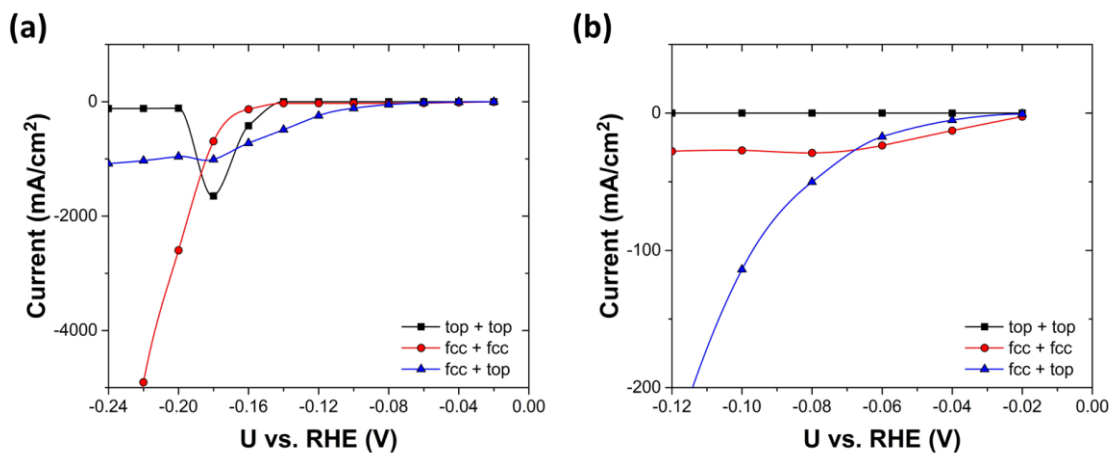 (a)
Current (mA/cm²)
0
-2000
-4000
top + top
fcc + fcc
fcc + top
-0.24 -0.20 -0.16 -0.12 -0.08 -0.04 0.00
U vs. RHE (V)
(b)
Current (mA/cm²)
0
-100
-200
top + top
fcc + fcc
fcc + top
-0.12 -0.10 -0.08 -0.06 -0.04 -0.02 0.00
U vs. RHE (V)